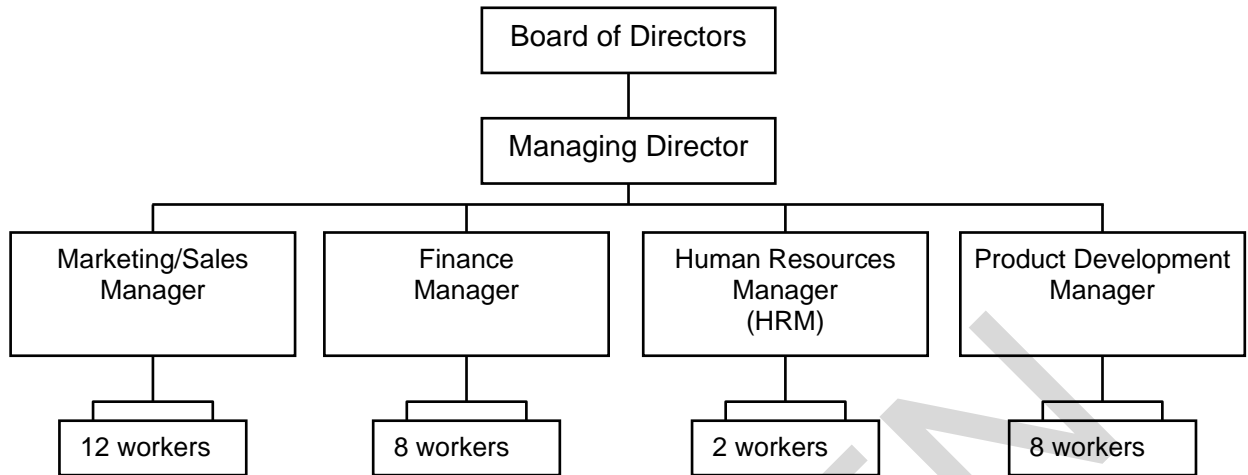 Board of Directors
Managing Director
Marketing/Sales
Manager
Finance
Manager
Human Resources
Manager
(HRM)
Product Development
Manager
12 workers
8 workers
2 workers
8 workers